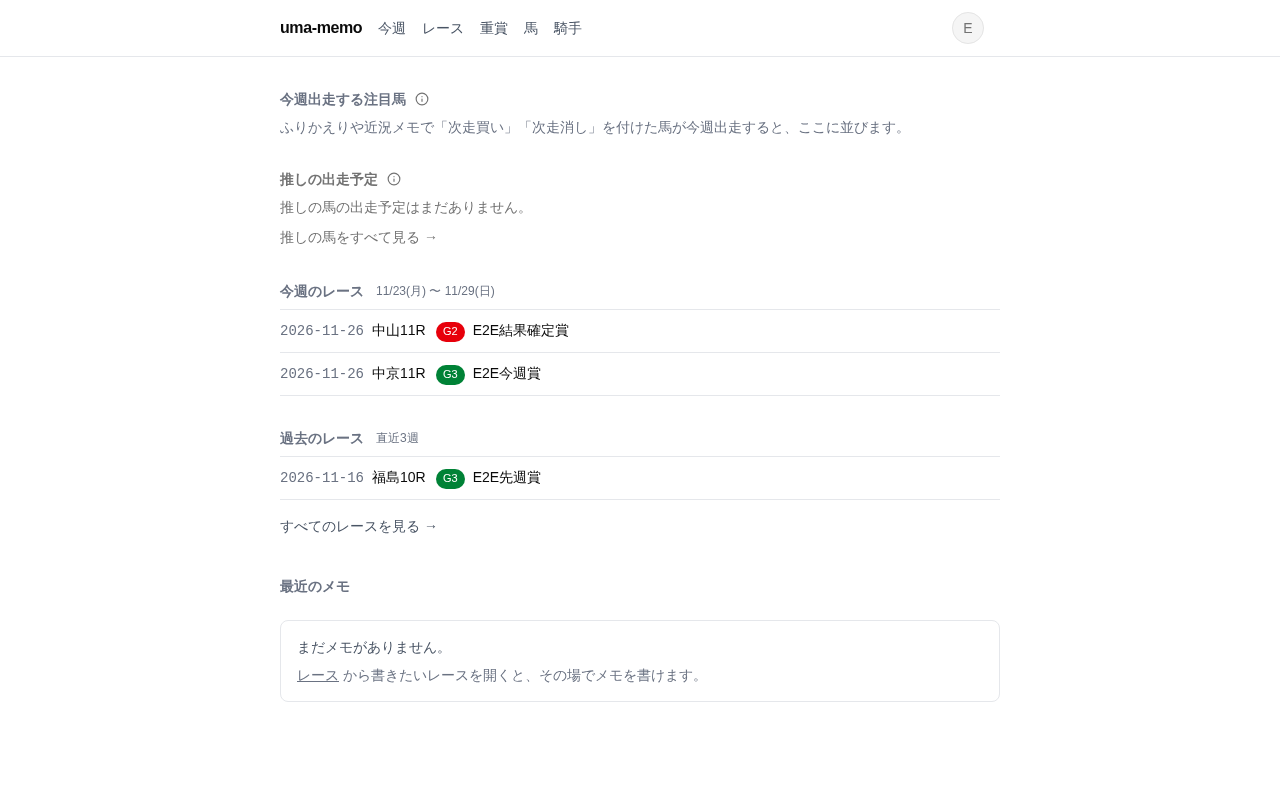 uma-memo 今週 レース 重賞 馬 騎手 E
今週出走する注目馬
ふりかえりや近況メモで「次走買い」「次走消し」を付けた馬が今週出走すると、ここに並びます。
推しの出走予定
推しの馬の出走予定はまだありません。
推しの馬をすべて見る →
今週のレース 11/23(月) 〜 11/29(日)
2026-11-26 中山11R G2 E2E結果確定賞
2026-11-26 中京11R G3 E2E今週賞
過去のレース 直近3週
2026-11-16 福島10R G3 E2E先週賞
すべてのレースを見る →
最近のメモ
まだメモがありません。
レース から書きたいレースを開くと、その場でメモを書けます。